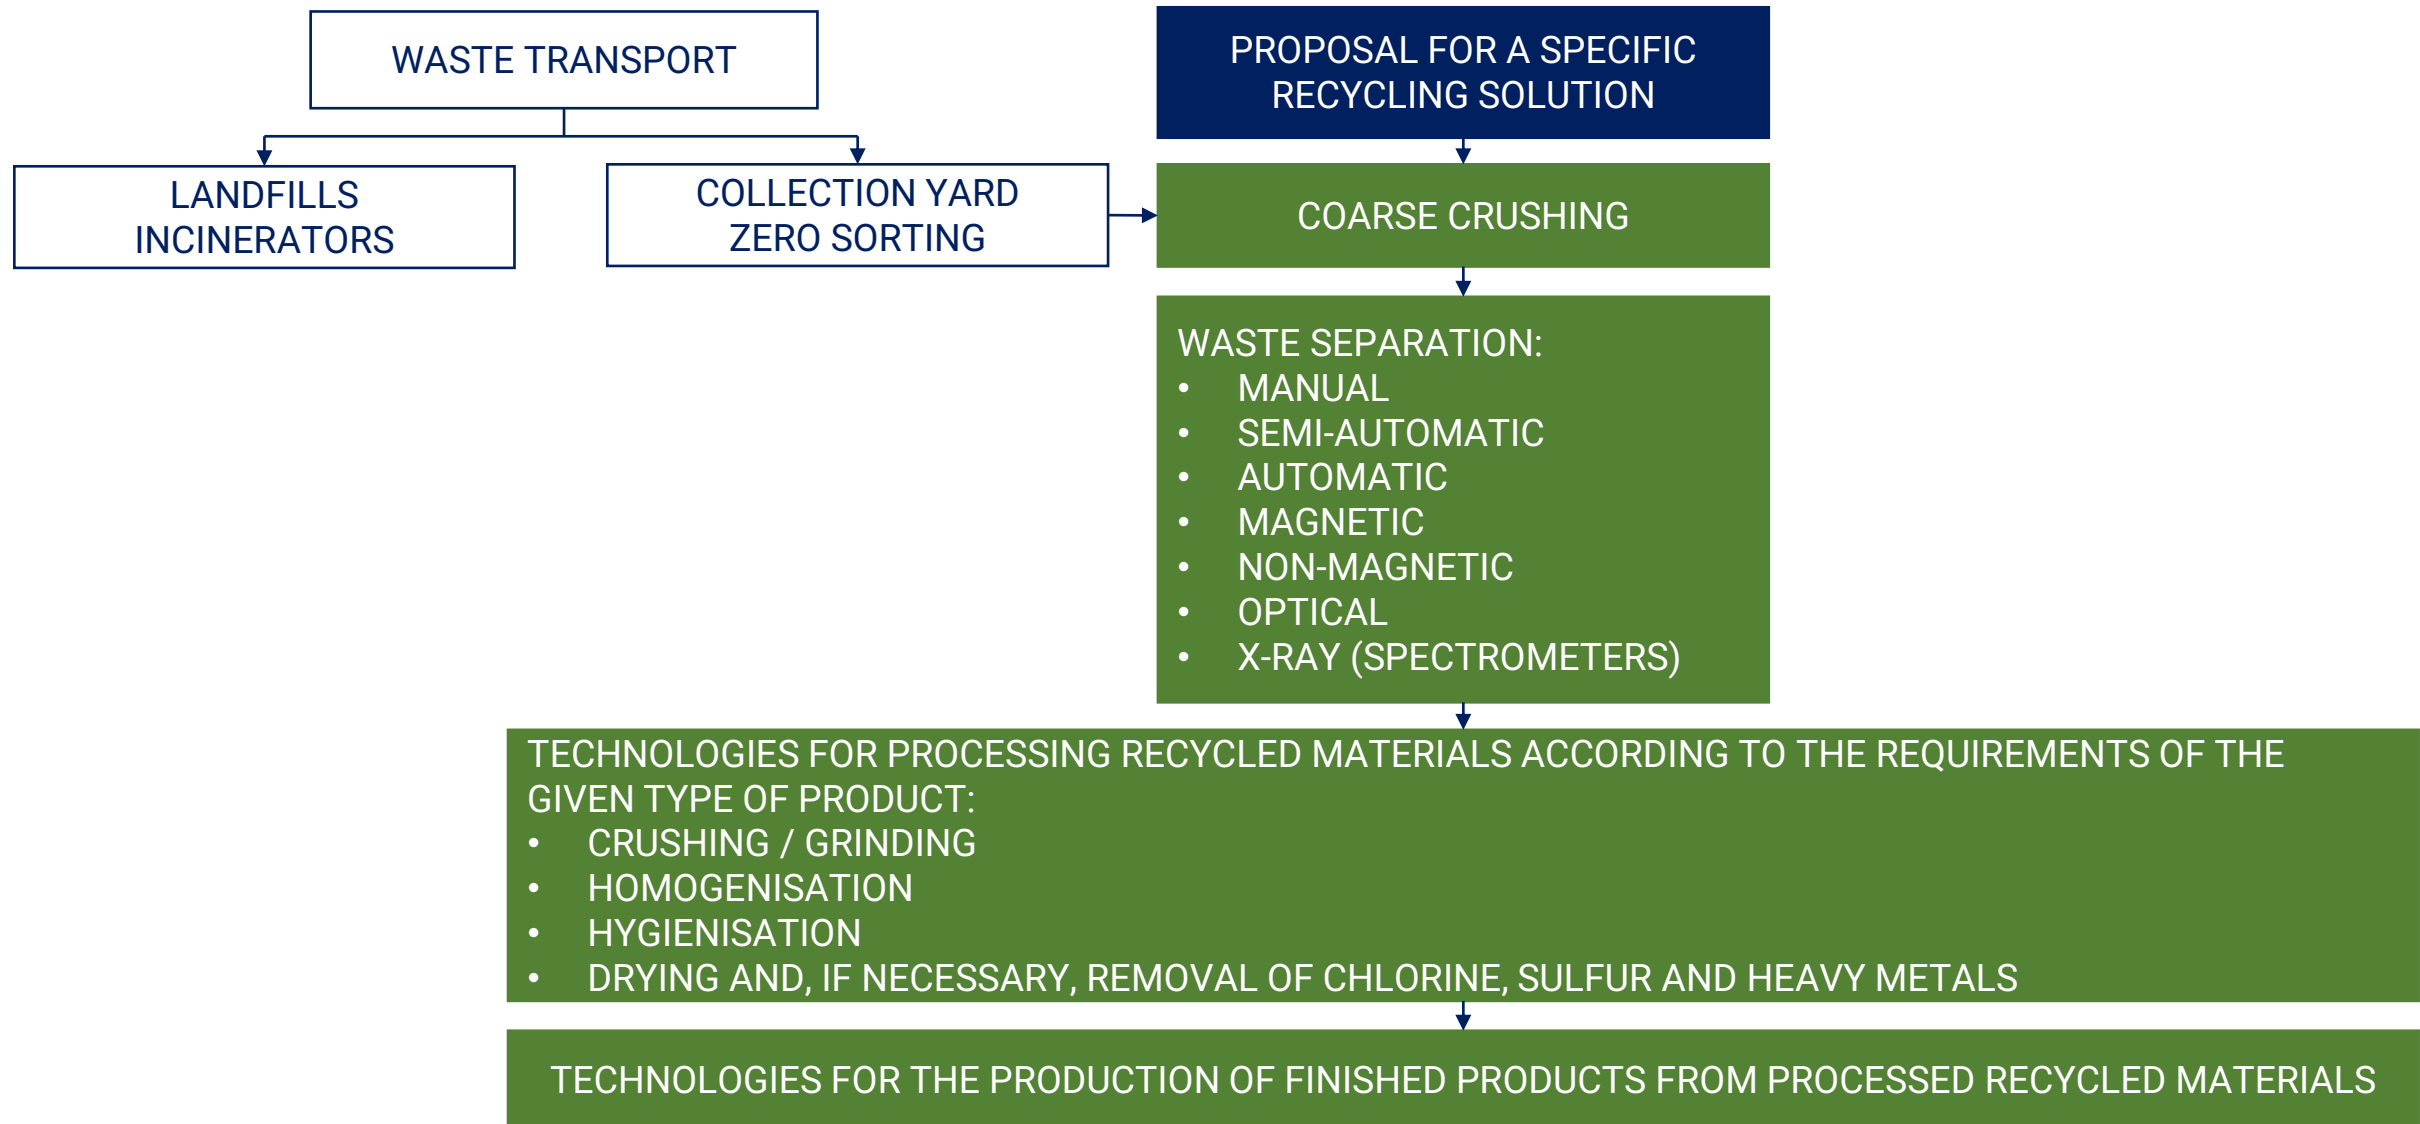 WASTE TRANSPORT
PROPOSAL FOR A SPECIFIC
RECYCLING SOLUTION
LANDFILLS
INCINERATORS
COLLECTION YARD
ZERO SORTING
COARSE CRUSHING
WASTE SEPARATION:
• MANUAL
• SEMI-AUTOMATIC
• AUTOMATIC
• MAGNETIC
• NON-MAGNETIC
• OPTICAL
• X-RAY (SPECTROMETERS)
TECHNOLOGIES FOR PROCESSING RECYCLED MATERIALS ACCORDING TO THE REQUIREMENTS OF THE
GIVEN TYPE OF PRODUCT:
• CRUSHING / GRINDING
• HOMOGENISATION
• HYGIENISATION
• DRYING AND, IF NECESSARY, REMOVAL OF CHLORINE, SULFUR AND HEAVY METALS
TECHNOLOGIES FOR THE PRODUCTION OF FINISHED PRODUCTS FROM PROCESSED RECYCLED MATERIALS